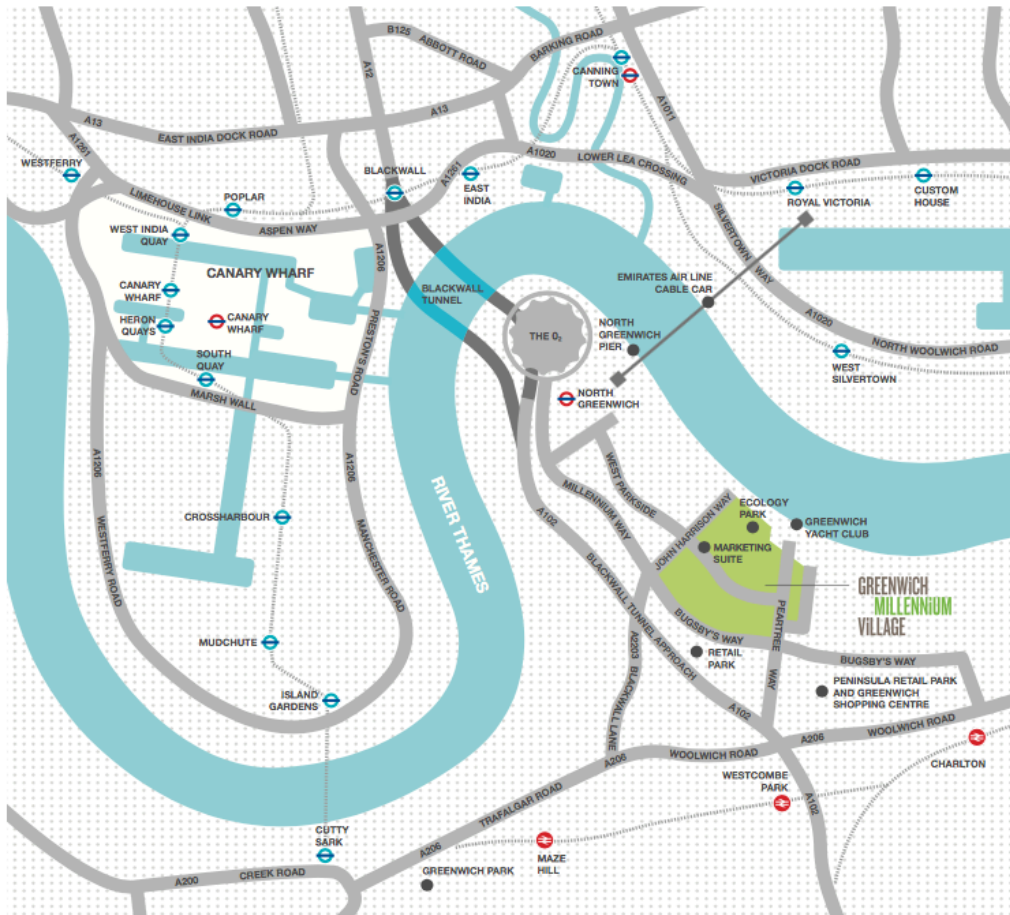 B125
ABBOTT ROAD
BARKING ROAD
A12
CANNING
TOWN
A13
EAST INDIA DOCK ROAD
A13
A1011
A1261
WESTFERRY
BLACKWALL
A1261
EAST
INDIA
A1020
LOWER LEA CROSSING
VICTORIA DOCK ROAD
ROYAL VICTORIA
CUSTOM
HOUSE
LIMEHOUSE LINK
POPLAR
ASPEN WAY
WEST INDIA
QUAY
A1206
SILVERTOWN WAY
CANARY WHARF
CANARY
WHARF
BLACKWALL
TUNNEL
EMIRATES AIR LINE
CABLE CAR
HERON
QUAYS
CANARY
WHARF
PRESTON'S ROAD
THE O₂
NORTH
GREENWICH
PIER
A1020
NORTH WOOLWICH ROAD
SOUTH
QUAY
MARSH WALL
NORTH
GREENWICH
WEST
SILVERTOWN
A1206
A1206
WESTFERRY ROAD
CROSSHARBOUR
MANCHESTER ROAD
RIVER THAMES
A102
MILLENNIUM WAY
WEST PARKSIDE
JOHN HARRISON WAY
ECOLOGY
PARK
GREENWICH
YACHT CLUB
MARKETING
SUITE
BLACKWALL TUNNEL APPROACH
GREENWICH
MILLENNIUM
VILLAGE
PEARTREE WAY
BUGSBY'S WAY
MUDCHUTE
A2203
BLACKWALL LANE
RETAIL
PARK
BUGSBY'S WAY
ISLAND
GARDENS
PENINSULA RETAIL PARK
AND GREENWICH
SHOPPING CENTRE
A102
A206
WOOLWICH ROAD
A206
WOOLWICH ROAD
CHARLTON
WESTCOMBE
PARK
A102
TRAFALGAR ROAD
A206
CUTTY
SARK
MAZE
HILL
GREENWICH PARK
A200
CREEK ROAD